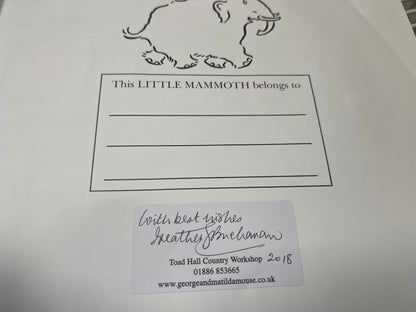 This LITTLE MAMMOTH belongs to
With best wishes
Heather S Buchanan
2018
Toad Hall Country Workshop
01886 853665
www.georgeandmatildamouse.co.uk